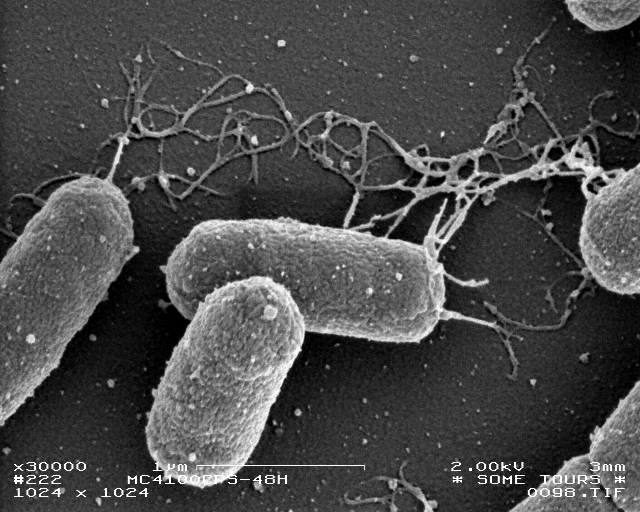 x30000 1μm 2.00kV 3mm
#222 * SOME TOURS *
1024 x 1024 0098.TIF